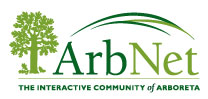 ArbNet
THE INTERACTIVE COMMUNITY of ARBORETA